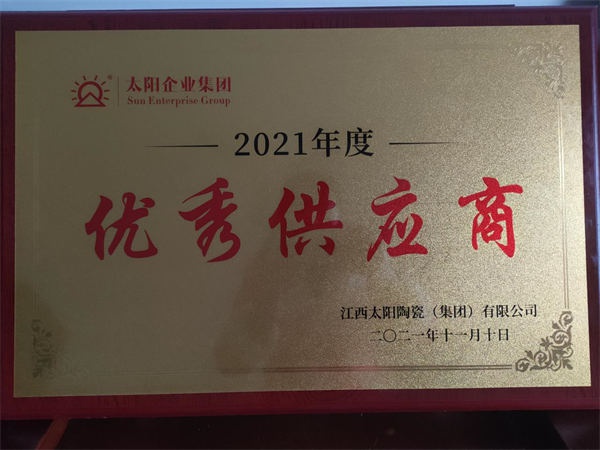 太阳企业集团
Sun Enterprise Group
2021年度
优秀供应商
江西太阳陶瓷（集团）有限公司
二〇二一年十一月十日